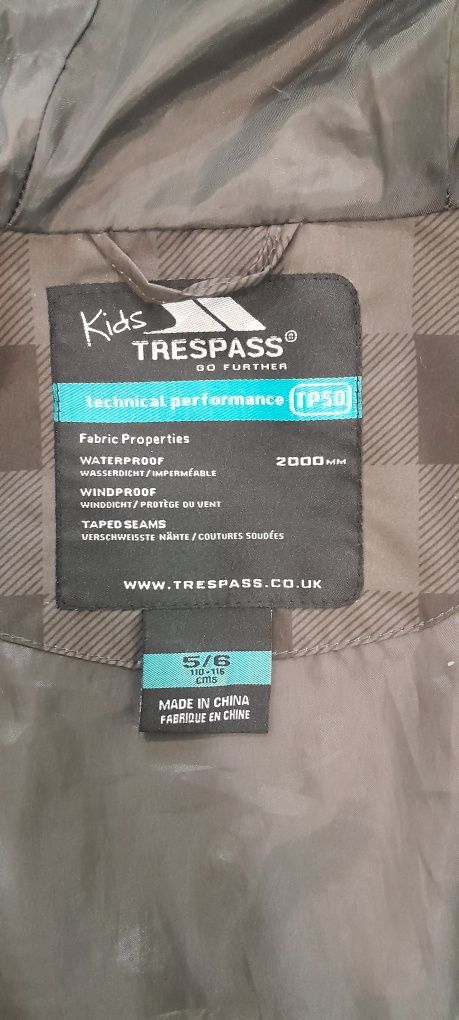 Kids
TRESPASS®
GO FURTHER
technical performance TP50
Fabric Properties
WATERPROOF 2000MM
WASSERDICHT / IMPERMÉABLE
WINDPROOF
WINDDICHT / PROTÈGE DU VENT
TAPED SEAMS
VERSCHWEISSTE NÄHTE / COUTURES SOUDÉES
WWW.TRESPASS.CO.UK
5/6
110-116
CMS
MADE IN CHINA
FABRIQUE EN CHINE